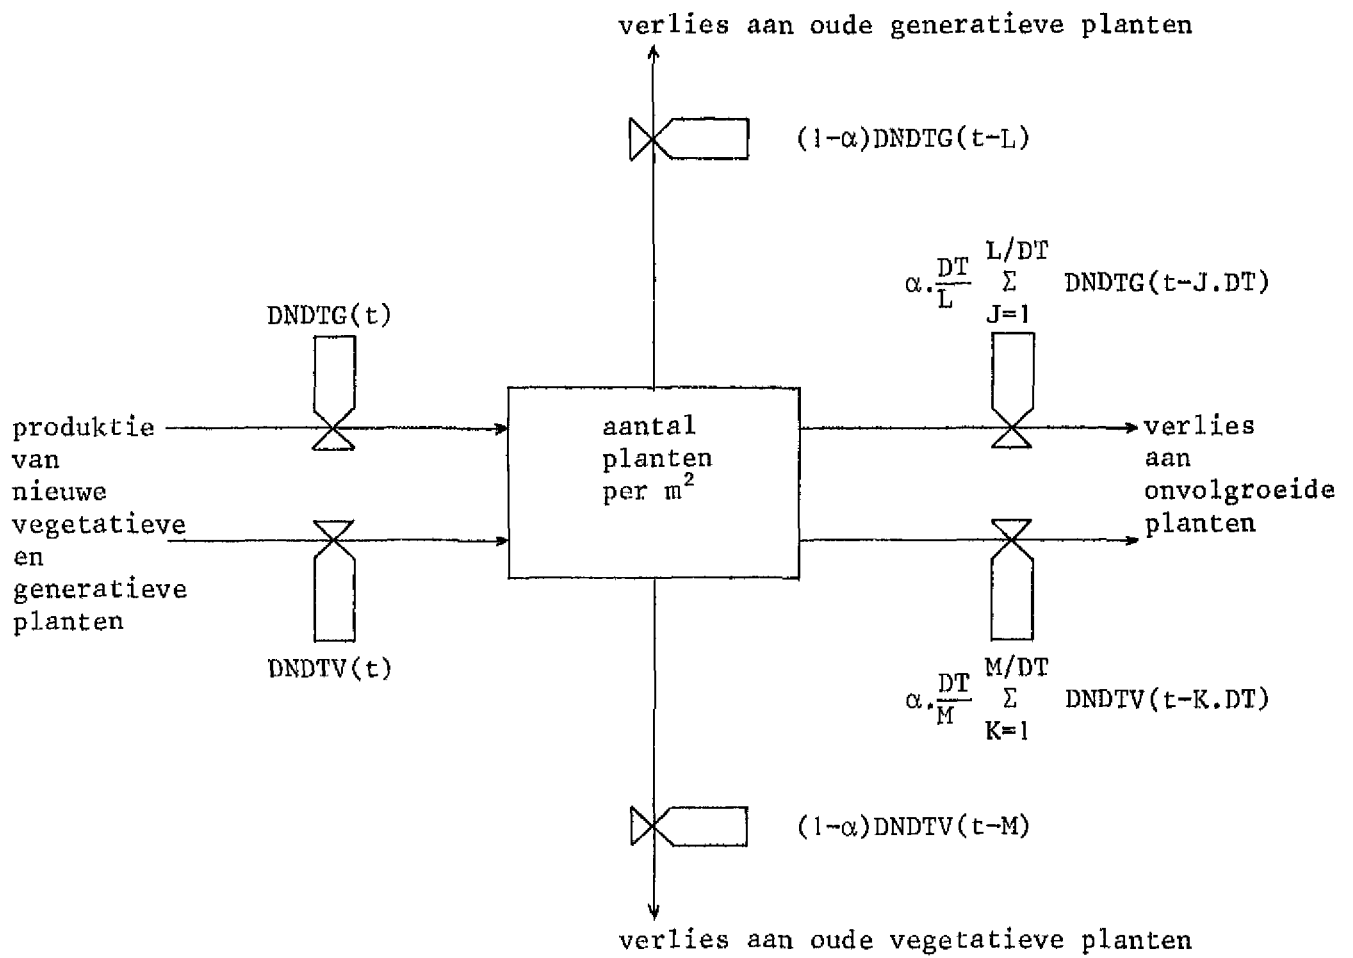 verlies aan oude generatieve planten
(1-α)DNDTG(t-L)
L/DT
α.DT/L Σ DNDTG(t-J.DT)
J=1
DNDTG(t)
produktie
van
nieuwe
vegetatieve
en
generatieve
planten
aantal
planten
per m²
verlies
aan
onvolgroeide
planten
DNDTV(t)
M/DT
α.DT/M Σ DNDTV(t-K.DT)
K=1
(1-α)DNDTV(t-M)
verlies aan oude vegetatieve planten